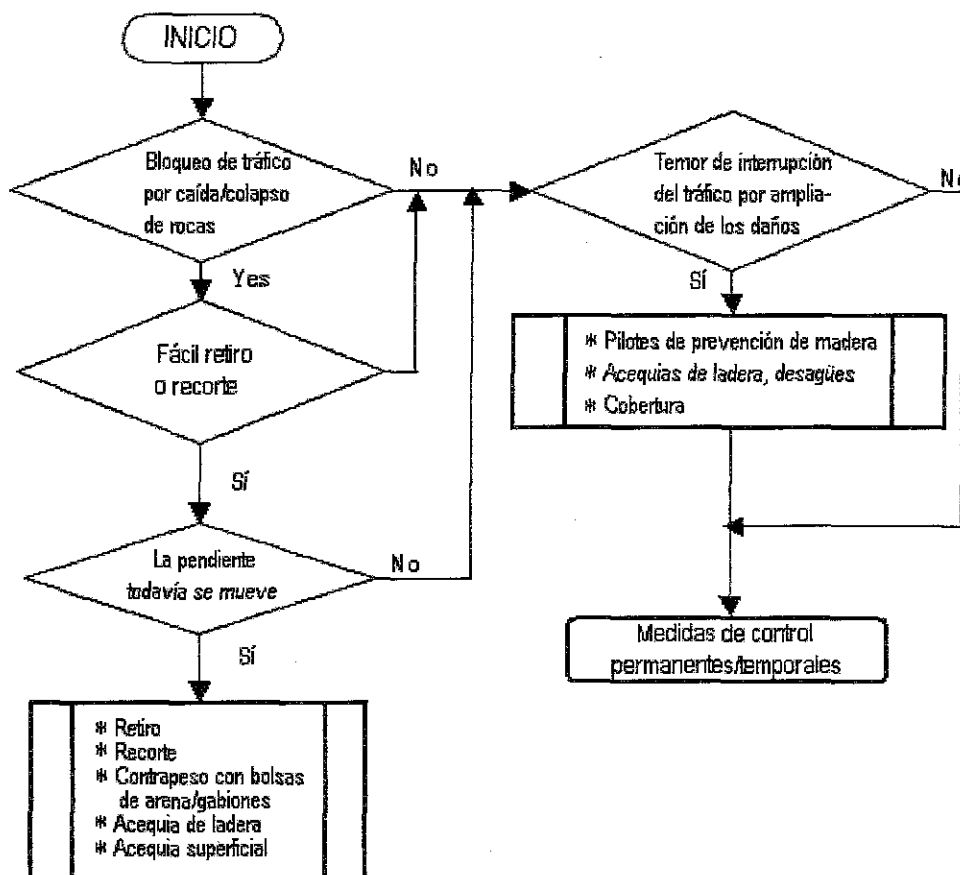 INICIO
Bloqueo de tráfico
por caída/colapso
de rocas
No
Yes
Fácil retiro
o recorte
Sí
La pendiente
todavía se mueve
No
Sí
* Retiro
* Recorte
* Contrapeso con bolsas
de arena/gabiones
* Acequia de ladera
* Acequia superficial
Temor de interrupción
del tráfico por amplia-
ción de los daños
No
Sí
* Pilotes de prevención de madera
* Acequias de ladera, desagües
* Cobertura
Medidas de control
permanentes/temporales